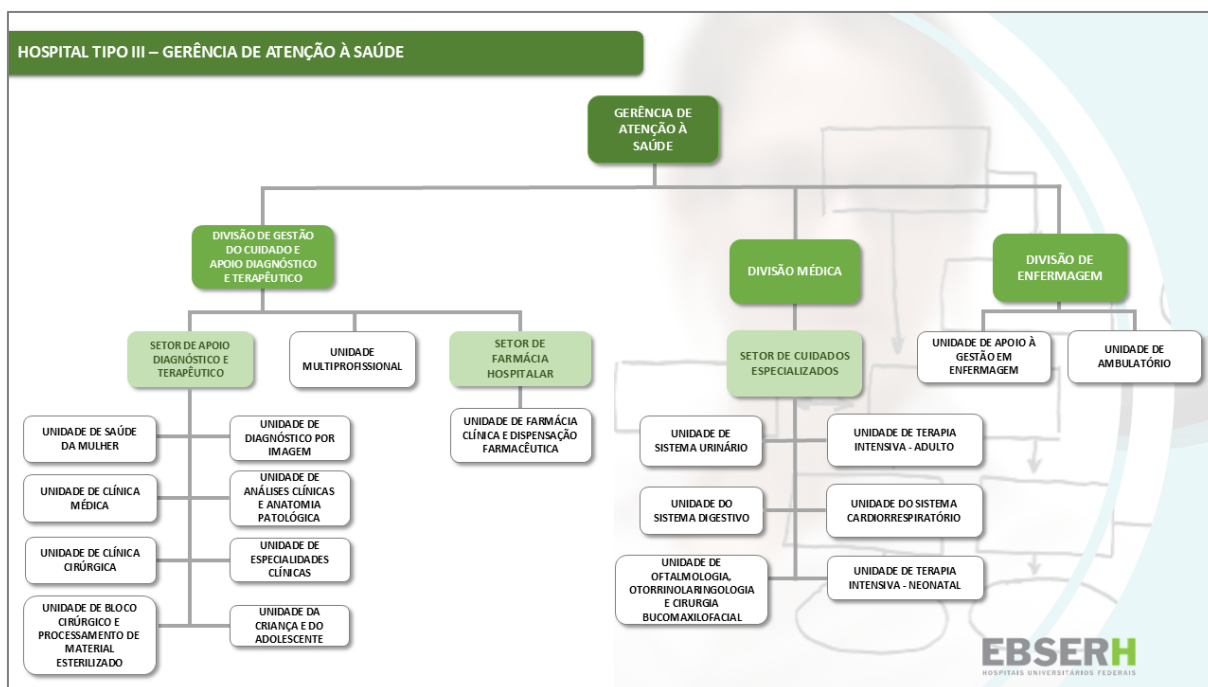 HOSPITAL TIPO III – GERÊNCIA DE ATENÇÃO À SAÚDE
GERÊNCIA DE
ATENÇÃO À
SAÚDE
DIVISÃO DE GESTÃO
DO CUIDADO E
APOIO DIAGNÓSTICO
E TERAPÊUTICO
DIVISÃO MÉDICA
DIVISÃO DE
ENFERMAGEM
SETOR DE APOIO
DIAGNÓSTICO E
TERAPÊUTICO
UNIDADE
MULTIPROFISSIONAL
SETOR DE
FARMÁCIA
HOSPITALAR
SETOR DE CUIDADOS
ESPECIALIZADOS
UNIDADE DE APOIO À
GESTÃO EM
ENFERMAGEM
UNIDADE DE
AMBULATÓRIO
UNIDADE DE SAÚDE
DA MULHER
UNIDADE DE
DIAGNÓSTICO POR
IMAGEM
UNIDADE DE FARMÁCIA
CLÍNICA E DISPENSAÇÃO
FARMACÊUTICA
UNIDADE DE
SISTEMA URINÁRIO
UNIDADE DE TERAPIA
INTENSIVA - ADULTO
UNIDADE DE CLÍNICA
MÉDICA
UNIDADE DE
ANÁLISES CLÍNICAS
E ANATOMIA
PATOLÓGICA
UNIDADE DO
SISTEMA DIGESTIVO
UNIDADE DO SISTEMA
CARDIORRESPIRATÓRIO
UNIDADE DE CLÍNICA
CIRÚRGICA
UNIDADE DE
ESPECIALIDADES
CLÍNICAS
UNIDADE DE
OFTALMOLOGIA,
OTORRINOLARINGOLOGIA
E CIRURGIA
BUCOMAXILOFACIAL
UNIDADE DE TERAPIA
INTENSIVA - NEONATAL
UNIDADE DE BLOCO
CIRÚRGICO E
PROCESSAMENTO DE
MATERIAL
ESTERILIZADO
UNIDADE DA
CRIANÇA E DO
ADOLESCENTE
EBSERH
HOSPITAIS UNIVERSITÁRIOS FEDERAIS